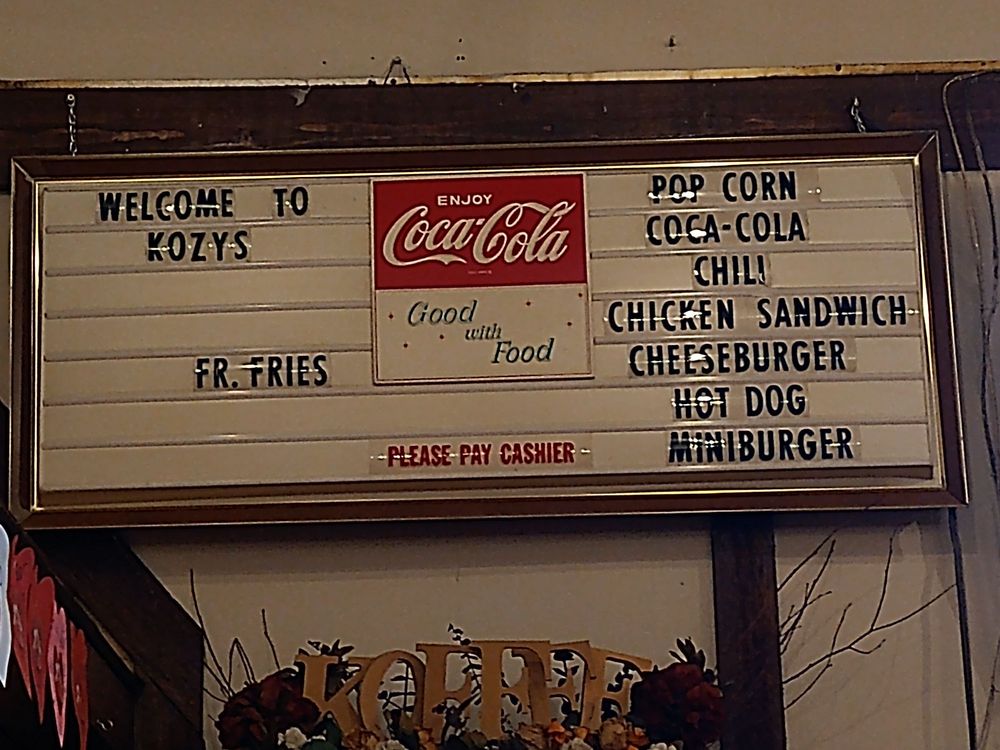 WELCOME TO
KOZYS
FR. FRIES
ENJOY
Coca-Cola
Good
with
Food
PLEASE PAY CASHIER
POP CORN
COCA-COLA
CHILI
CHICKEN SANDWICH
CHEESEBURGER
HOT DOG
MINIBURGER
KOFFEE